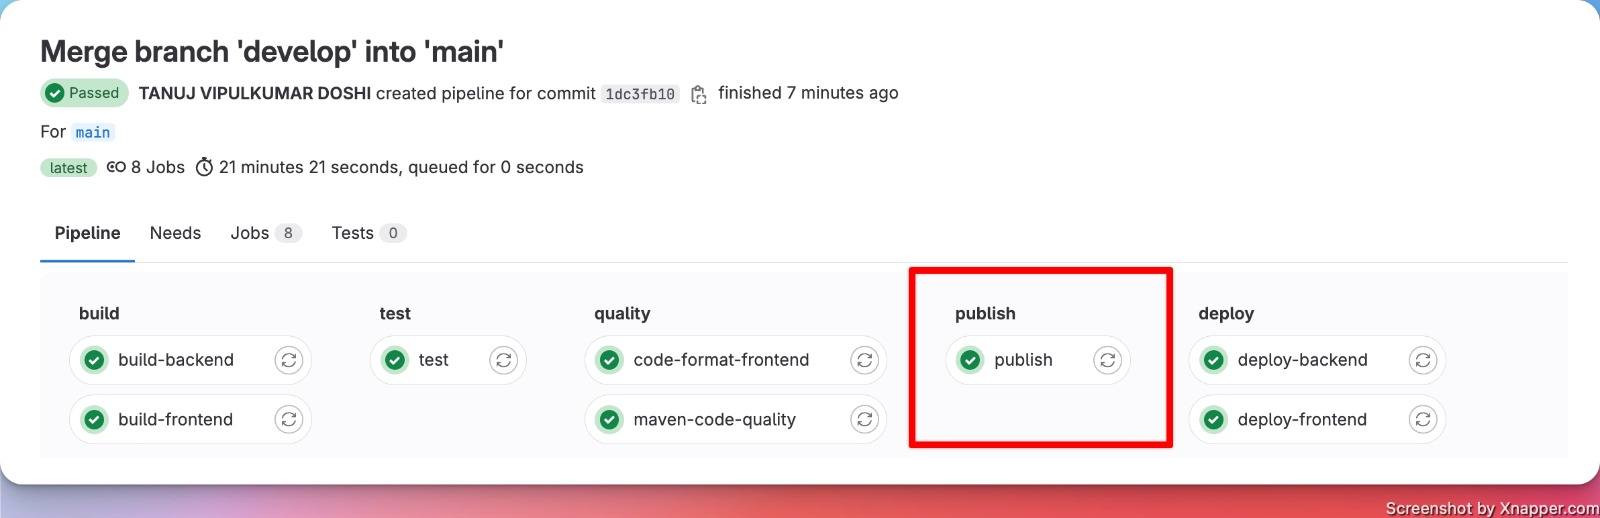 Merge branch 'develop' into 'main'
Passed TANUJ VIPULKUMAR DOSHI created pipeline for commit 1dc3fb10 finished 7 minutes ago
For main
latest 8 Jobs 21 minutes 21 seconds, queued for 0 seconds
Pipeline Needs Jobs 8 Tests 0
build test quality publish deploy
build-backend test code-format-frontend publish deploy-backend
build-frontend maven-code-quality deploy-frontend
Screenshot by Xnapper.com